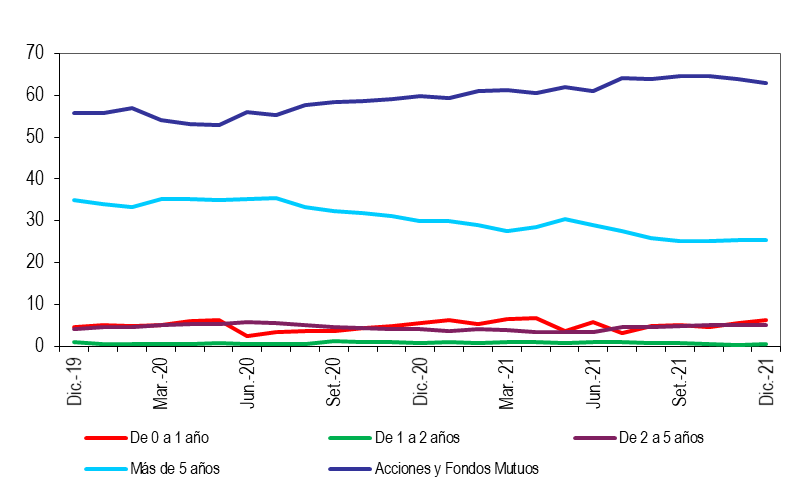 70
60
50
40
30
20
10
0
Dic.-19
Mar.-20
Jun.-20
Set.-20
Dic.-20
Mar.-21
Jun.-21
Set.-21
Dic.-21
De 0 a 1 año
De 1 a 2 años
De 2 a 5 años
Más de 5 años
Acciones y Fondos Mutuos